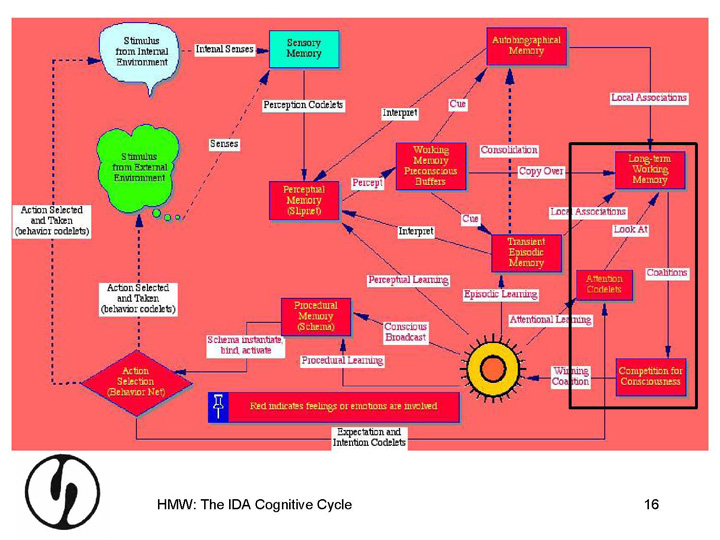 Stimulus
from Internal
Environment
Intenal Senses
Sensory
Memory
Autobiographical
Memory
Local Associations
Perception Codelets
Interpret
Cue
Stimulus
from External
Environment
Senses
Working
Memory
Preconscious
Buffers
Consolidation
Copy Over
Long-term
Working
Memory
Percept
Perceptual
Memory
(Slipnet)
Action Selected
and Taken
(behavior codelets)
Cue
Local Associations
Interpret
Look At
Transient
Episodic
Memory
Coalitions
Perceptual Learning
Attention
Codelets
Action Selected
and Taken
(behavior codelets)
Episodic Learning
Procedural
Memory
(Schema)
Conscious
Broadcast
Attentional Learning
Schema instantiate,
bind, activate
Procedural Learning
Action
Selection
(Behavior Net)
Winning
Coalition
Competition for
Consciousness
Red indicates feelings or emotions are involved
Expectation and
Intention Codelets
HMW: The IDA Cognitive Cycle
16